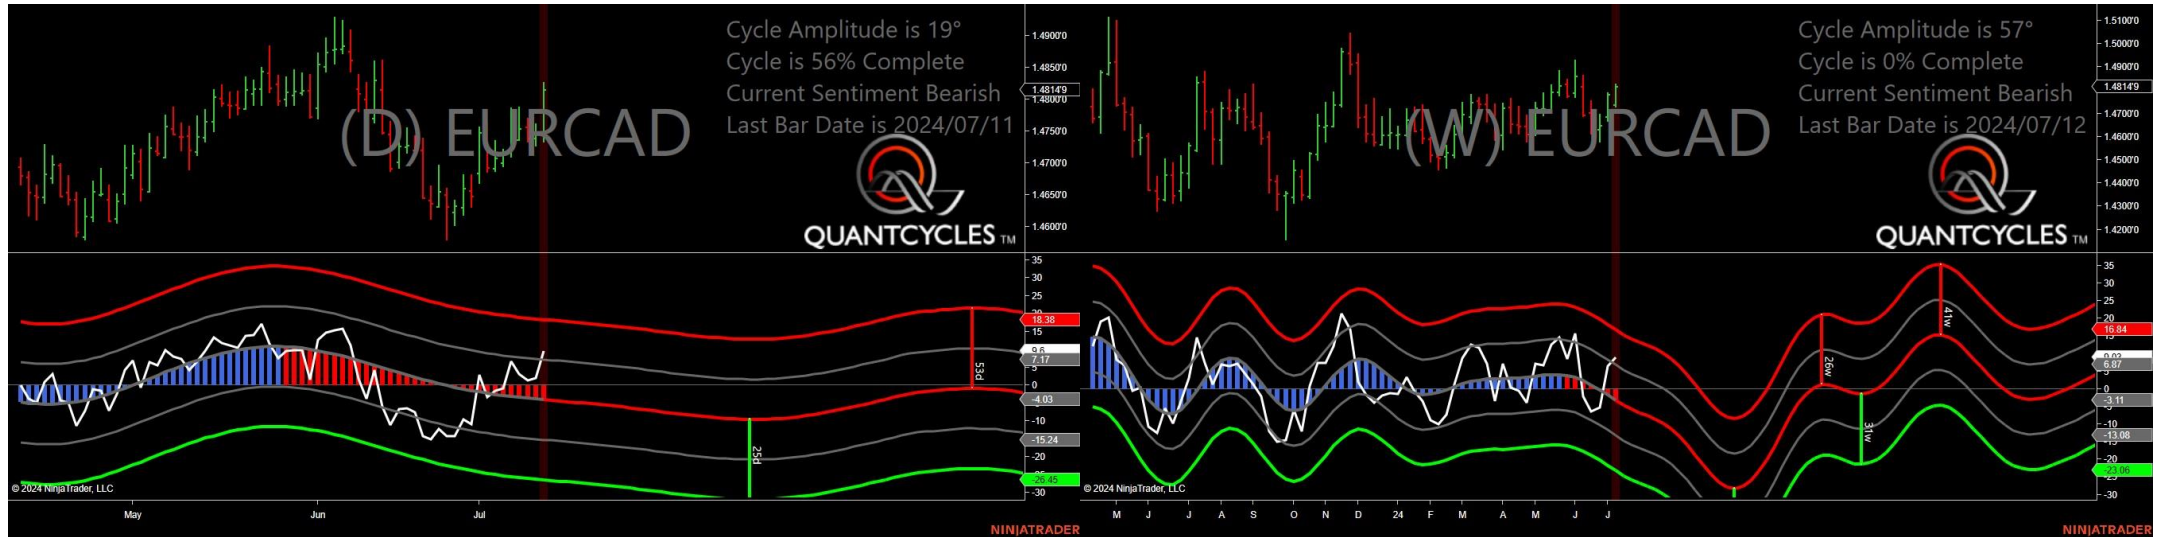 Cycle Amplitude is 19°
Cycle is 56% Complete
Current Sentiment Bearish
Last Bar Date is 2024/07/11
(D) EURCAD
QUANTCYCLES TM
1.4900'0
1.4850'0
1.4814'9
1.4800'0
1.4750'0
1.4700'0
1.4650'0
1.4600'0
35
30
25
18.38
15
9.6
7.17
5
0
-4.03
-10
-15.24
-20
-26.45
-30
53d
25d
© 2024 NinjaTrader, LLC
May
Jun
Jul
NINJATRADER
Cycle Amplitude is 57°
Cycle is 0% Complete
Current Sentiment Bearish
Last Bar Date is 2024/07/12
(W) EURCAD
QUANTCYCLES TM
1.5100'0
1.5000'0
1.4900'0
1.4814'9
1.4700'0
1.4600'0
1.4500'0
1.4400'0
1.4300'0
1.4200'0
35
30
25
20
16.84
6.87
5
0
-3.11
-10
-13.08
-20
-23.06
-30
26w
41w
31w
© 2024 NinjaTrader, LLC
M J J A S O N D 24 F M A M J J
NINJATRADER